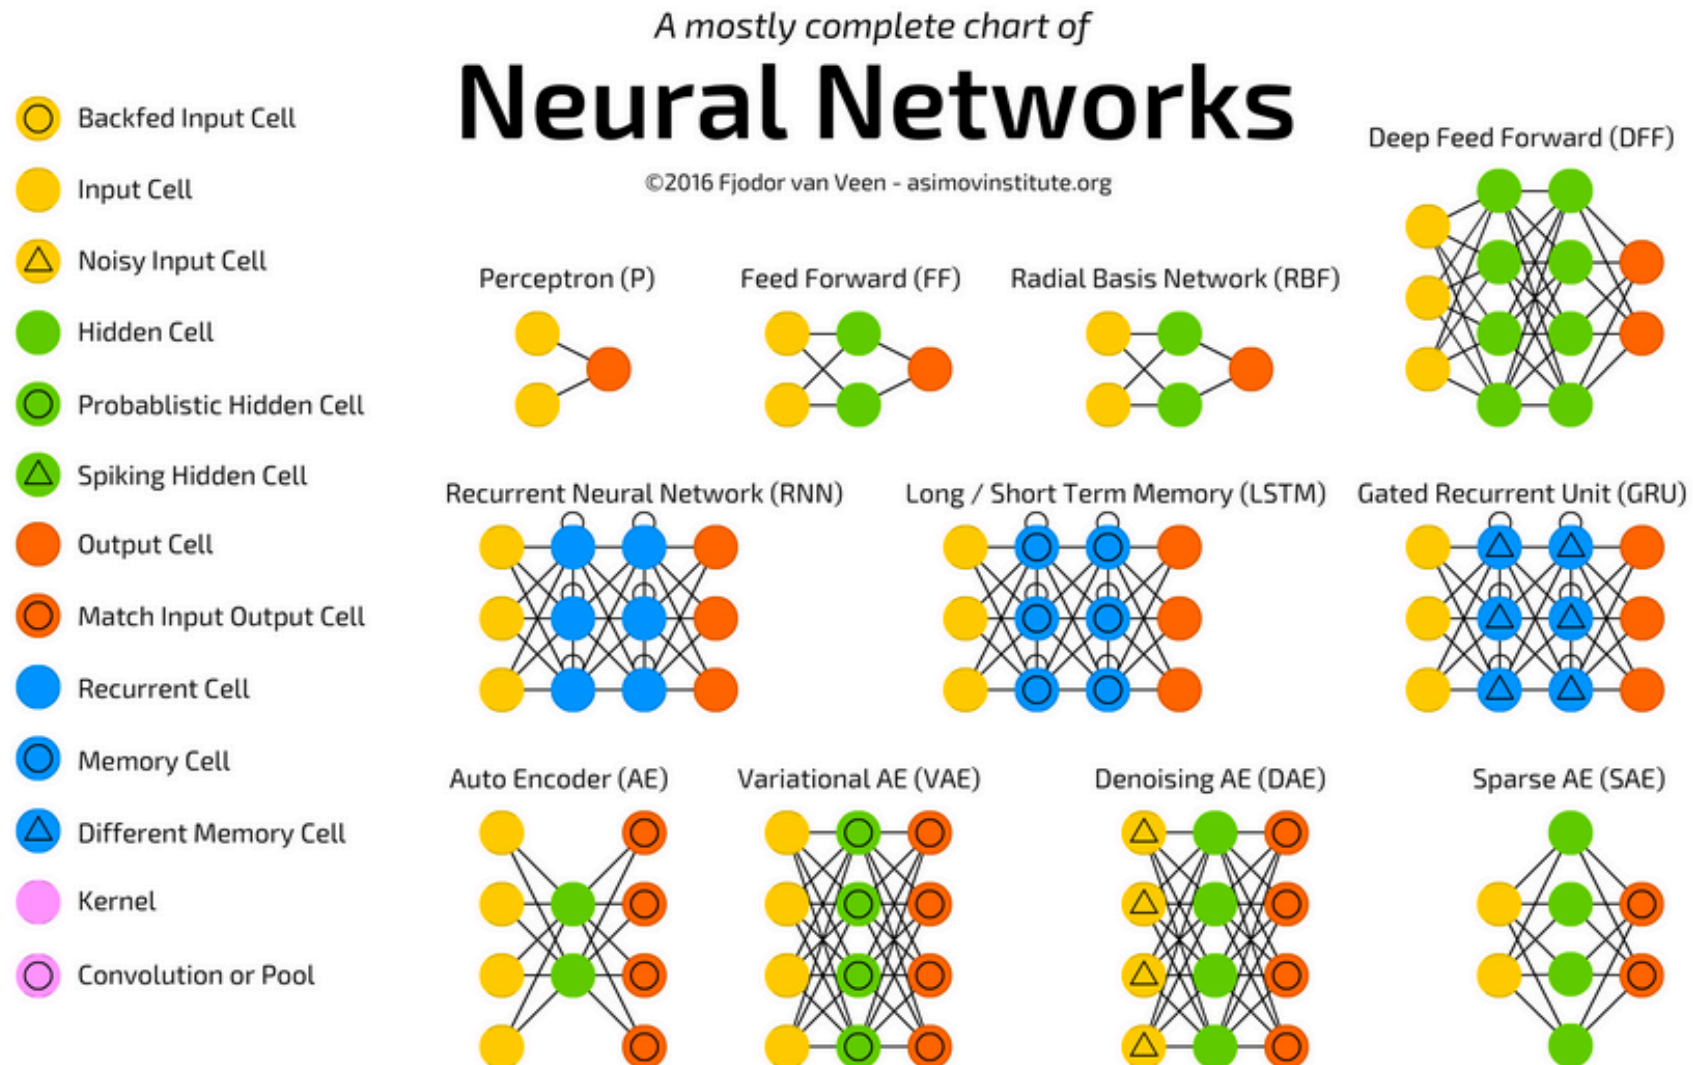 A mostly complete chart of
Neural Networks
©2016 Fjodor van Veen - asimovinstitute.org
Backfed Input Cell
Input Cell
Noisy Input Cell
Hidden Cell
Probablistic Hidden Cell
Spiking Hidden Cell
Output Cell
Match Input Output Cell
Recurrent Cell
Memory Cell
Different Memory Cell
Kernel
Convolution or Pool
Deep Feed Forward (DFF)
Perceptron (P)
Feed Forward (FF)
Radial Basis Network (RBF)
Recurrent Neural Network (RNN)
Long / Short Term Memory (LSTM)
Gated Recurrent Unit (GRU)
Auto Encoder (AE)
Variational AE (VAE)
Denoising AE (DAE)
Sparse AE (SAE)